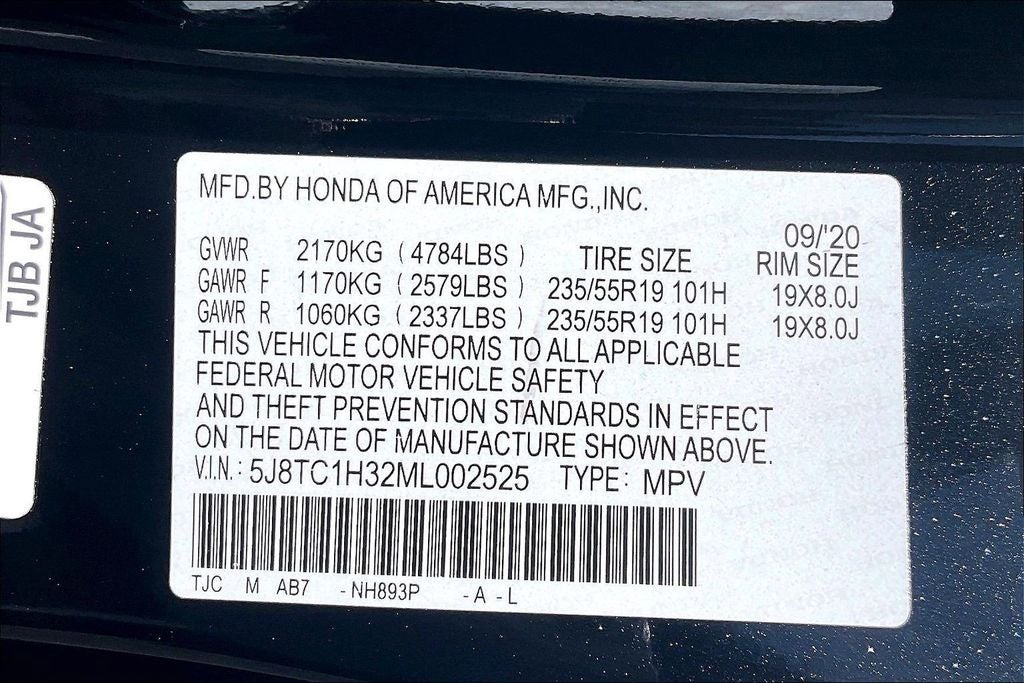 MFD.BY HONDA OF AMERICA MFG.,INC.
09/'20
GVWR 2170KG ( 4784LBS ) TIRE SIZE RIM SIZE
GAWR F 1170KG ( 2579LBS ) 235/55R19 101H 19X8.0J
GAWR R 1060KG ( 2337LBS ) 235/55R19 101H 19X8.0J
THIS VEHICLE CONFORMS TO ALL APPLICABLE
FEDERAL MOTOR VEHICLE SAFETY
AND THEFT PREVENTION STANDARDS IN EFFECT
ON THE DATE OF MANUFACTURE SHOWN ABOVE.
V.I.N.: 5J8TC1H32ML002525 TYPE: MPV
TJC M AB7 -NH893P -A -L
TJB JA